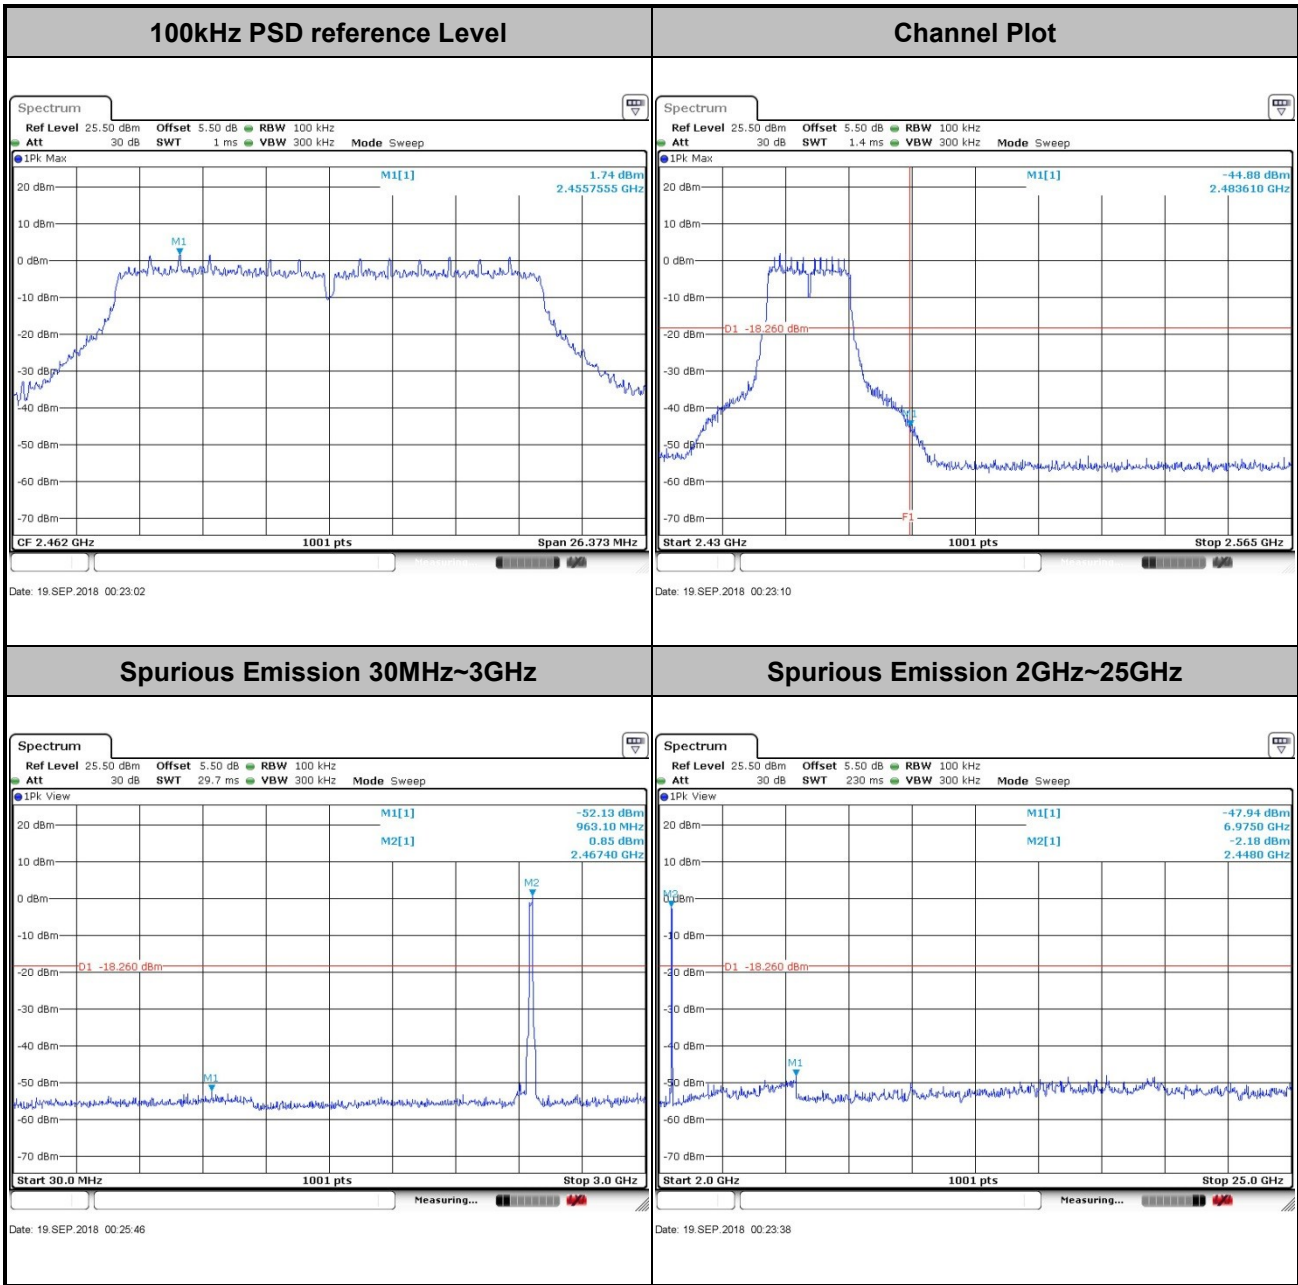 100kHz PSD reference Level
Channel Plot
Spectrum
Ref Level 25.50 dBm Offset 5.50 dB RBW 100 kHz
Att 30 dB SWT 1 ms VBW 300 kHz Mode Sweep
1Pk Max
M1[1] 1.74 dBm
2.4557555 GHz
20 dBm
10 dBm
M1
0 dBm
-10 dBm
-20 dBm
-30 dBm
-40 dBm
-50 dBm
-60 dBm
-70 dBm
CF 2.462 GHz 1001 pts Span 26.373 MHz
Measuring...
Date: 19.SEP.2018 00:23:02
Spectrum
Ref Level 25.50 dBm Offset 5.50 dB RBW 100 kHz
Att 30 dB SWT 1.4 ms VBW 300 kHz Mode Sweep
1Pk Max
M1[1] -44.88 dBm
2.483610 GHz
20 dBm
10 dBm
0 dBm
-10 dBm
D1 -18.260 dBm
-20 dBm
-30 dBm
-40 dBm
M1
-50 dBm
-60 dBm
-70 dBm
F1
Start 2.43 GHz 1001 pts Stop 2.565 GHz
Measuring...
Date: 19.SEP.2018 00:23:10
Spurious Emission 30MHz~3GHz
Spurious Emission 2GHz~25GHz
Spectrum
Ref Level 25.50 dBm Offset 5.50 dB RBW 100 kHz
Att 30 dB SWT 29.7 ms VBW 300 kHz Mode Sweep
1Pk View
M1[1] -52.13 dBm
963.10 MHz
M2[1] 0.85 dBm
2.46740 GHz
20 dBm
10 dBm
M2
0 dBm
-10 dBm
D1 -18.260 dBm
-20 dBm
-30 dBm
-40 dBm
M1
-50 dBm
-60 dBm
-70 dBm
Start 30.0 MHz 1001 pts Stop 3.0 GHz
Measuring...
Date: 19.SEP.2018 00:25:46
Spectrum
Ref Level 25.50 dBm Offset 5.50 dB RBW 100 kHz
Att 30 dB SWT 230 ms VBW 300 kHz Mode Sweep
1Pk View
M1[1] -47.94 dBm
6.9750 GHz
M2[1] -2.18 dBm
2.4480 GHz
20 dBm
10 dBm
M2
0 dBm
-10 dBm
D1 -18.260 dBm
-20 dBm
-30 dBm
-40 dBm
M1
-50 dBm
-60 dBm
-70 dBm
Start 2.0 GHz 1001 pts Stop 25.0 GHz
Measuring...
Date: 19.SEP.2018 00:23:38